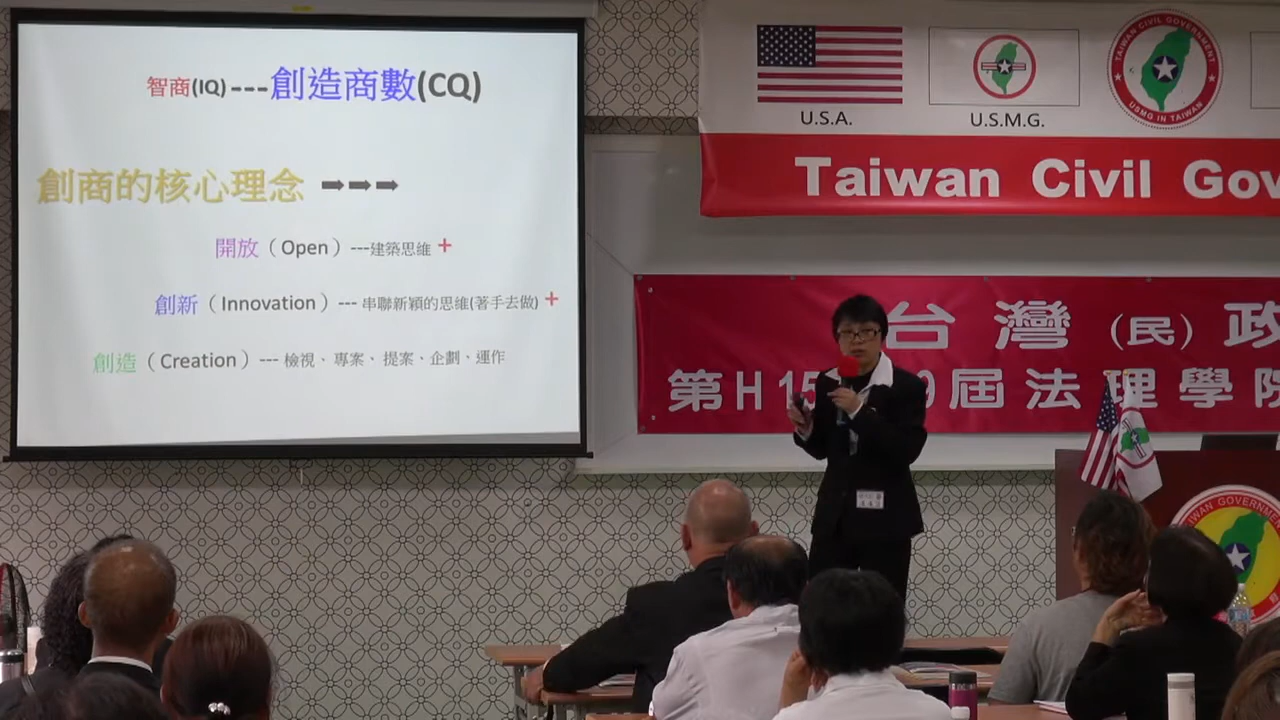 智商(IQ)---創造商數(CQ)
創商的核心理念 ➡➡➡
開放（Open）---建築思維 +
創新（Innovation）--- 串聯新穎的思維(著手去做) +
創造（Creation）--- 檢視、專案、提案、企劃、運作
U.S.A.
U.S.M.G.
TAIWAN CIVIL GOVERNMENT
USMG IN TAIWAN
Taiwan Civil Gov
台灣(民)政
第H15 9屆法理學院
TAIWAN GOVERNMENT